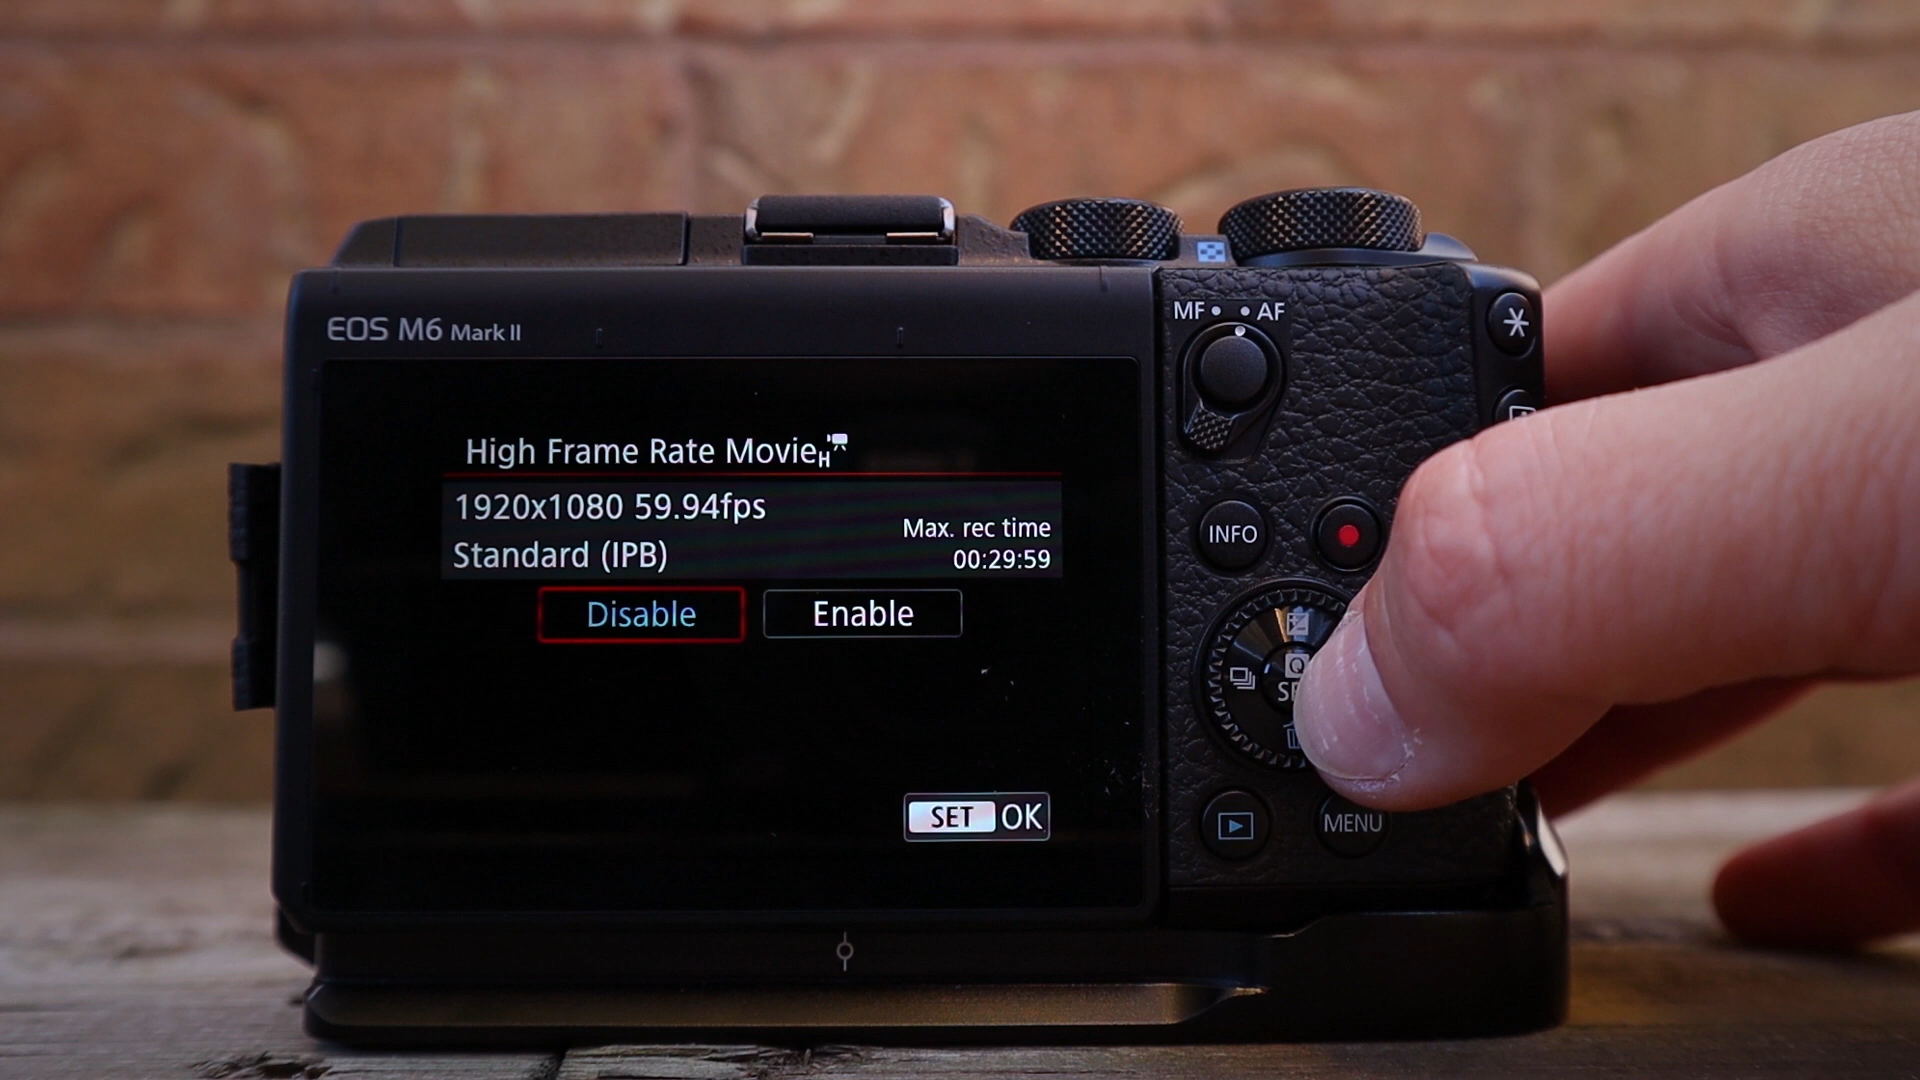 EOS M6 Mark II
MF AF
High Frame Rate Movie H
1920x1080 59.94fps
Standard (IPB)
Max. rec time
00:29:59
Disable
Enable
SET OK
INFO
Q
MENU